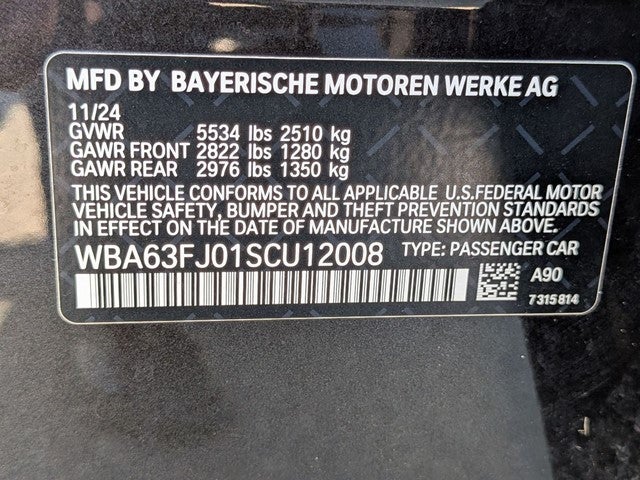 MFD BY BAYERISCHE MOTOREN WERKE AG
11/24
GVWR 5534 lbs 2510 kg
GAWR FRONT 2822 lbs 1280 kg
GAWR REAR 2976 lbs 1350 kg
THIS VEHICLE CONFORMS TO ALL APPLICABLE U.S.FEDERAL MOTOR
VEHICLE SAFETY, BUMPER AND THEFT PREVENTION STANDARDS
IN EFFECT ON THE DATE OF MANUFACTURE SHOWN ABOVE.
WBA63FJ01SCU12008 TYPE: PASSENGER CAR
A90
7315814